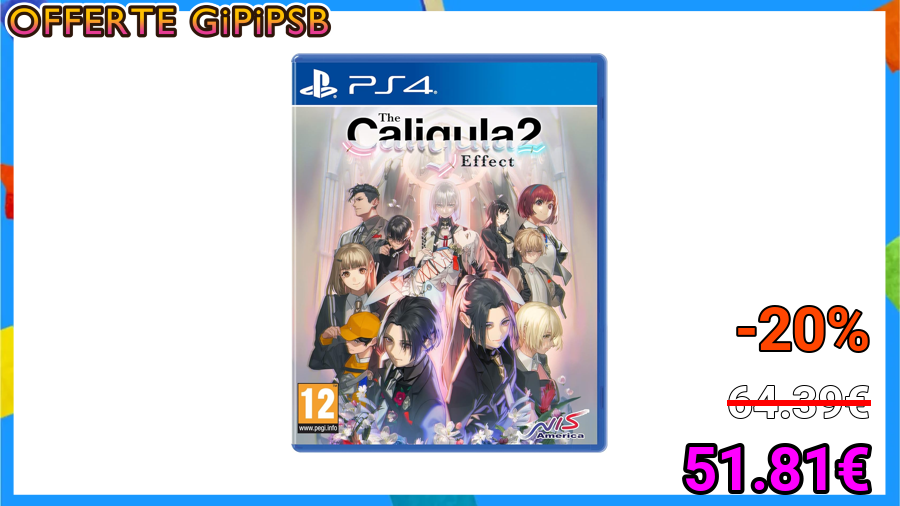 OFFERTE GiPiPSB
PS4
The
Caligula2
Effect
12
www.pegi.info
NIS
America
-20%
64.39€
51.81€